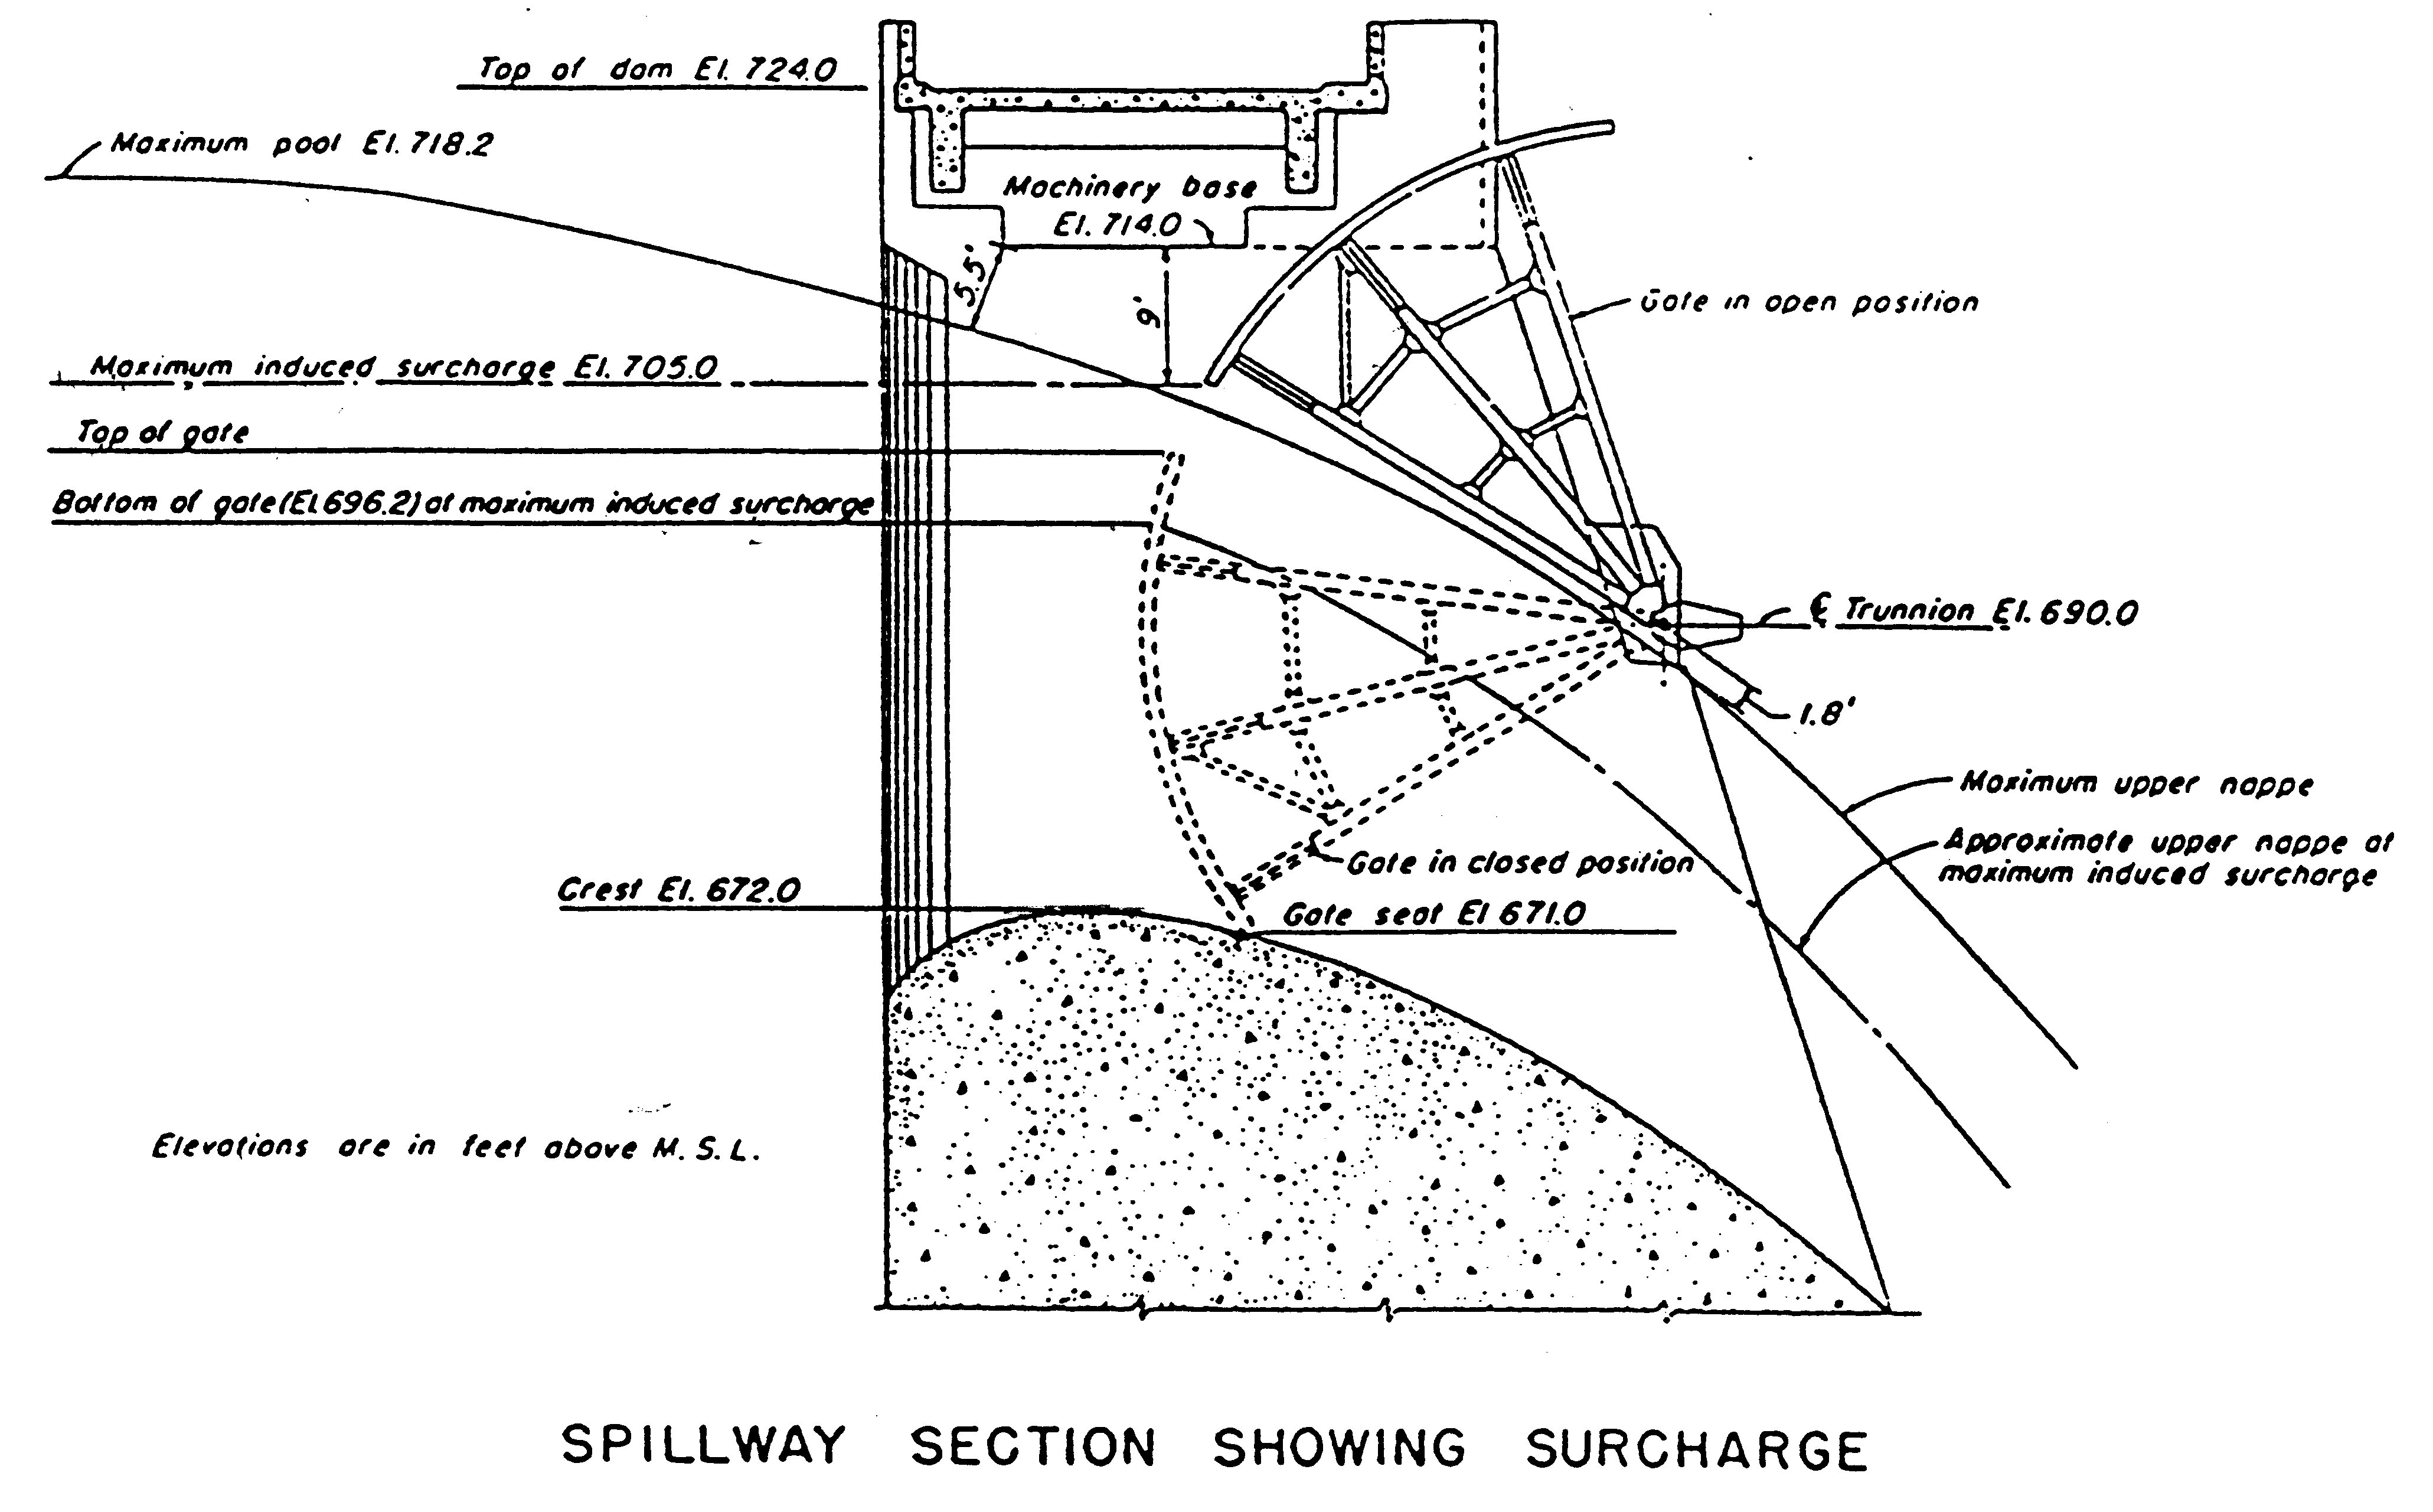 Top of dam El. 724.0
Maximum pool El. 718.2
Machinery base
El. 714.0
5.5'
9'
Gate in open position
Maximum induced surcharge El. 705.0
Top of gate
Bottom of gate (El. 696.2) at maximum induced surcharge
℄ Trunnion El. 690.0
1.8'
Maximum upper nappe
Approximate upper nappe at
maximum induced surcharge
Gate in closed position
Crest El. 672.0
Gate seat El 671.0
Elevations are in feet above M. S. L.
SPILLWAY SECTION SHOWING SURCHARGE